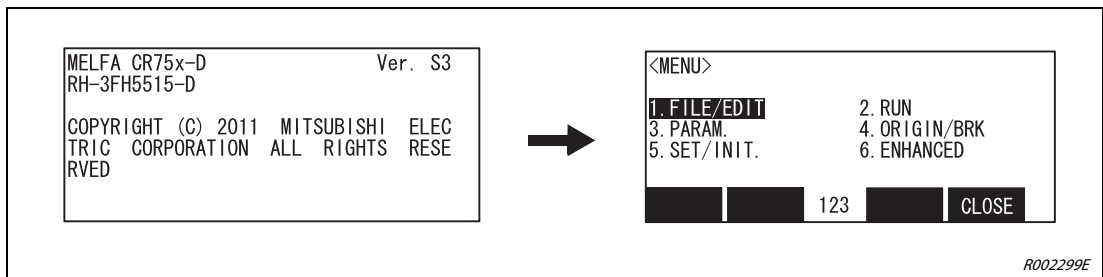 MELFA CR75x-D Ver. S3
RH-3FH5515-D
COPYRIGHT (C) 2011 MITSUBISHI ELEC
TRIC CORPORATION ALL RIGHTS RESE
RVED
<MENU>
1. FILE/EDIT 2. RUN
3. PARAM. 4. ORIGIN/BRK
5. SET/INIT. 6. ENHANCED
123 CLOSE
R002299E